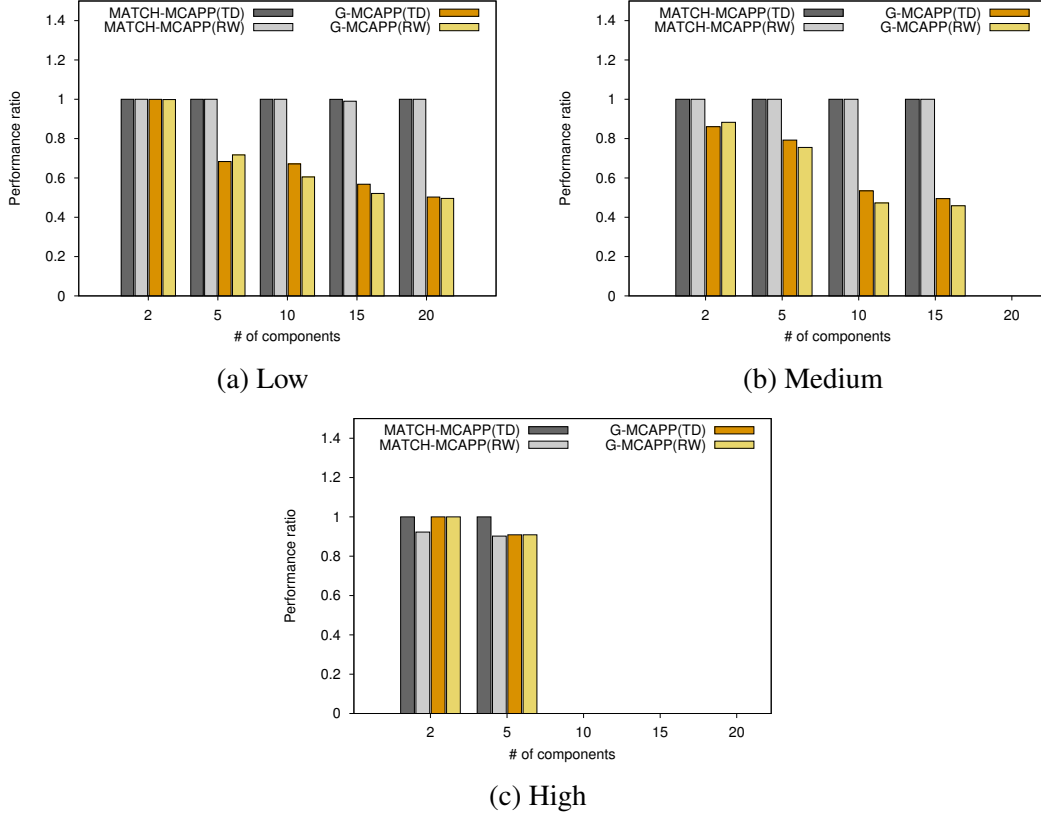 MATCH-MCAPP(TD) G-MCAPP(TD)
MATCH-MCAPP(RW) G-MCAPP(RW)
1.4
1.2
1
0.8
0.6
0.4
0.2
0
Performance ratio
2 5 10 15 20
# of components
(a) Low
MATCH-MCAPP(TD) G-MCAPP(TD)
MATCH-MCAPP(RW) G-MCAPP(RW)
1.4
1.2
1
0.8
0.6
0.4
0.2
0
Performance ratio
2 5 10 15 20
# of components
(b) Medium
MATCH-MCAPP(TD) G-MCAPP(TD)
MATCH-MCAPP(RW) G-MCAPP(RW)
1.4
1.2
1
0.8
0.6
0.4
0.2
0
Performance ratio
2 5 10 15 20
# of components
(c) High